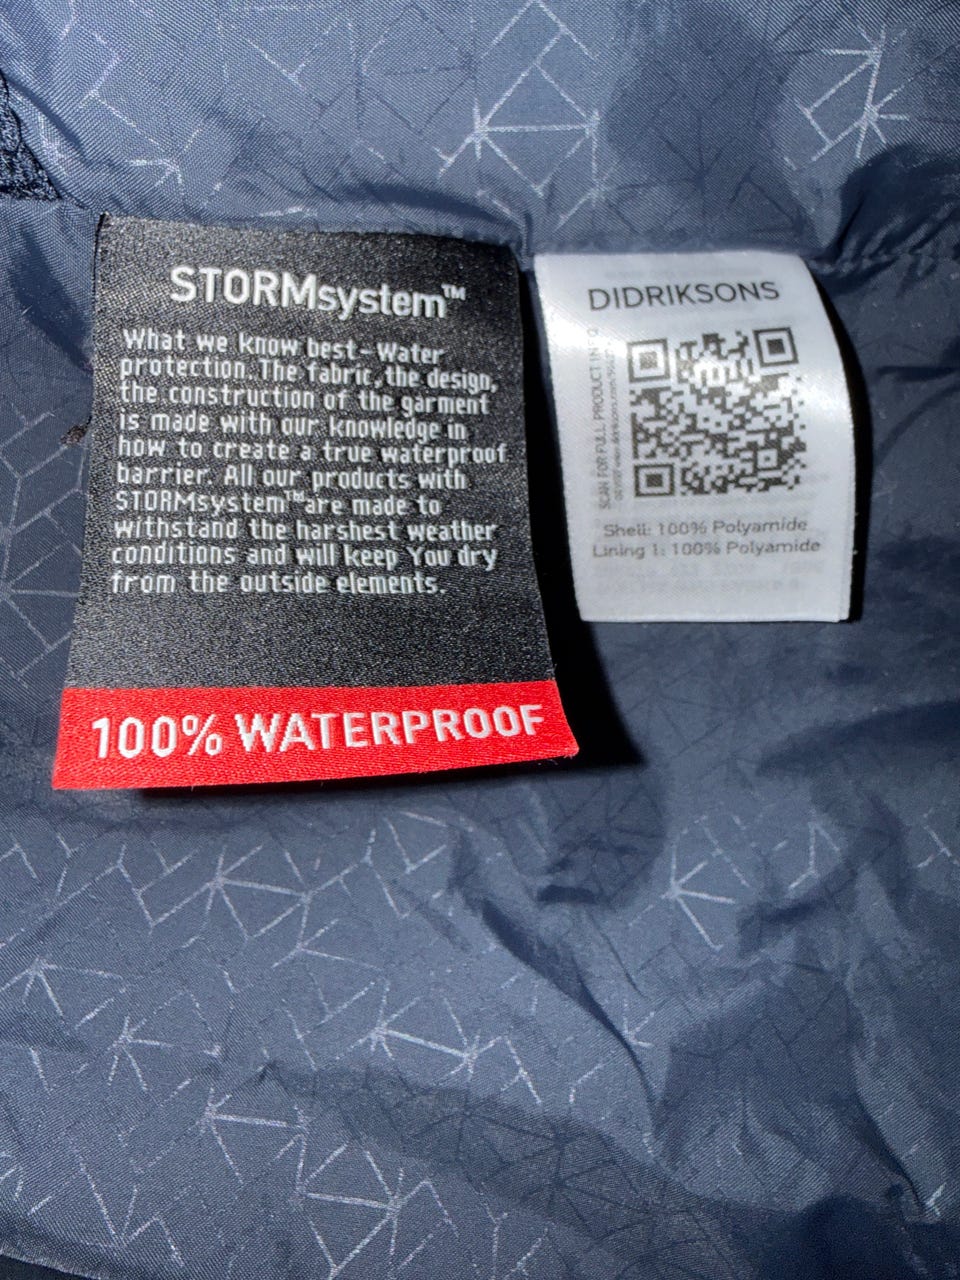 STORMsystem™
What we know best - Water
protection. The fabric, the design,
the construction of the garment
is made with our knowledge in
how to create a true waterproof
barrier. All our products with
STORMsystem™ are made to
withstand the harshest weather
conditions and will keep You dry
from the outside elements.
100% WATERPROOF
DIDRIKSONS
SCAN FOR FULL PRODUCT INFO
Shell: 100% Polyamide
Lining 1: 100% Polyamide